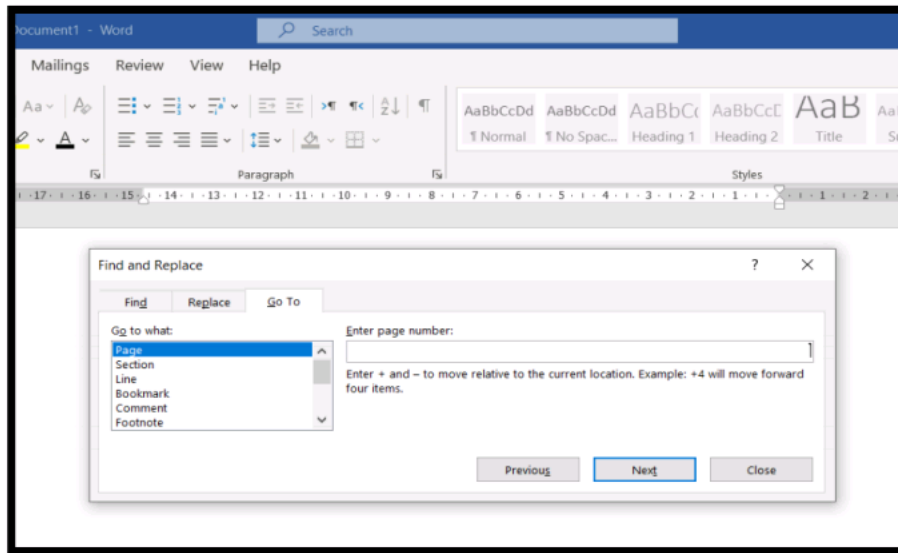 Document1 - Word Search
Mailings Review View Help
Aa A
A
Paragraph Styles
AaBbCcDd AaBbCcDd AaBbC AaBbCcC AaB Aa
¶ Normal ¶ No Spac... Heading 1 Heading 2 Title S
17 16 15 14 13 12 11 10 9 8 7 6 5 4 3 2 1 1 2
Find and Replace ?
Find Replace Go To
Go to what:
Page
Section
Line
Bookmark
Comment
Footnote
Enter page number:
Enter + and – to move relative to the current location. Example: +4 will move forward
four items.
Previous Next Close